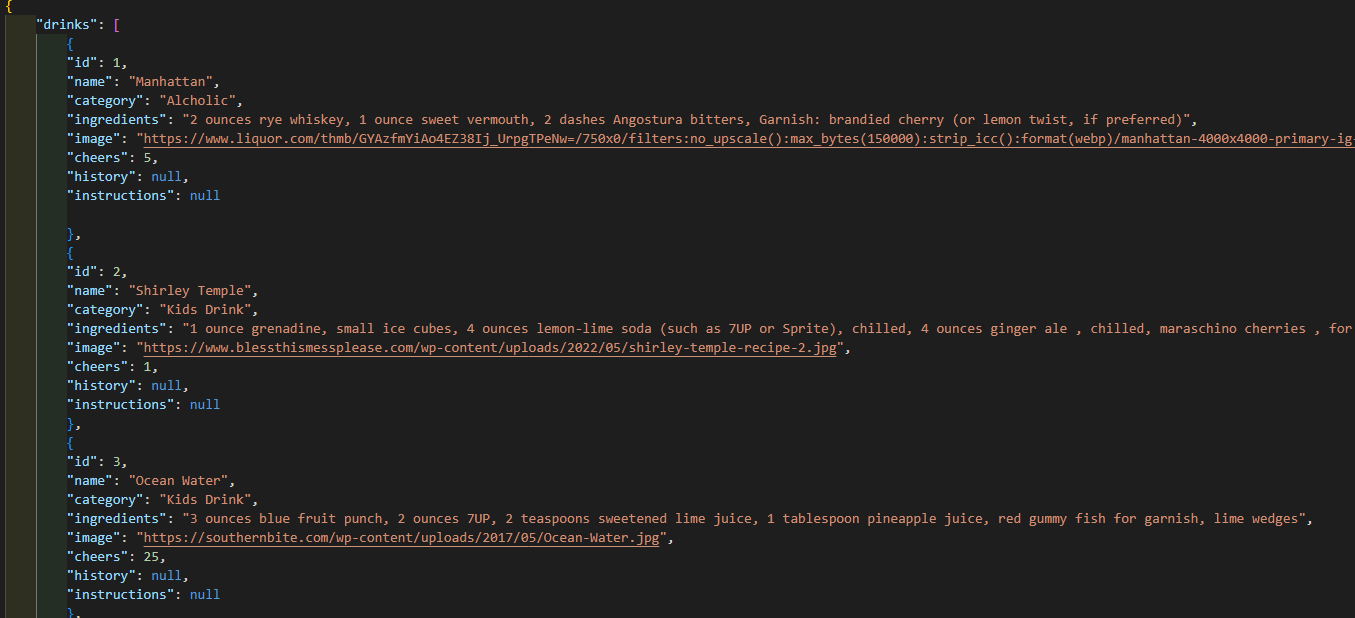 {
"drinks": [
{
"id": 1,
"name": "Manhattan",
"category": "Alcholic",
"ingredients": "2 ounces rye whiskey, 1 ounce sweet vermouth, 2 dashes Angostura bitters, Garnish: brandied cherry (or lemon twist, if preferred)",
"image": "https://www.liquor.com/thmb/GYAzfmYiAo4EZ38Ij_UrpgTPeNw=/750x0/filters:no_upscale():max_bytes(150000):strip_icc():format(webp)/manhattan-4000x4000-primary-ig-
"cheers": 5,
"history": null,
"instructions": null
},
{
"id": 2,
"name": "Shirley Temple",
"category": "Kids Drink",
"ingredients": "1 ounce grenadine, small ice cubes, 4 ounces lemon-lime soda (such as 7UP or Sprite), chilled, 4 ounces ginger ale , chilled, maraschino cherries , for
"image": "https://www.blessthismessplease.com/wp-content/uploads/2022/05/shirley-temple-recipe-2.jpg",
"cheers": 1,
"history": null,
"instructions": null
},
{
"id": 3,
"name": "Ocean Water",
"category": "Kids Drink",
"ingredients": "3 ounces blue fruit punch, 2 ounces 7UP, 2 teaspoons sweetened lime juice, 1 tablespoon pineapple juice, red gummy fish for garnish, lime wedges",
"image": "https://southernbite.com/wp-content/uploads/2017/05/Ocean-Water.jpg",
"cheers": 25,
"history": null,
"instructions": null
},